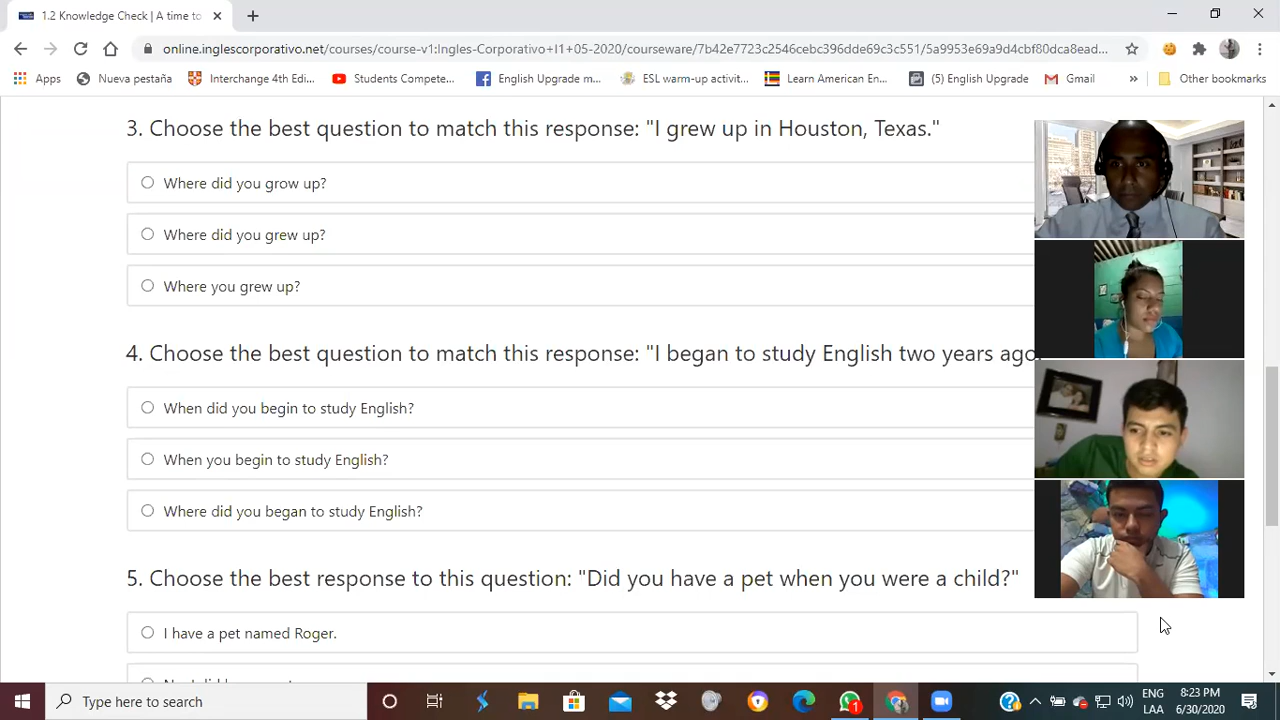 1.2 Knowledge Check | A time to
online.inglescorporativo.net/courses/course-v1:Ingles-Corporativo+I1+05-2020/courseware/7b42e7723c2546cebc396dde69c3c551/5a9953e69a9d4cbf80dca8ead...
Apps Nueva pestaña Interchange 4th Edi... Students Compete... English Upgrade m... ESL warm-up activit... Learn American En... (5) English Upgrade Gmail » Other bookmarks
3. Choose the best question to match this response: "I grew up in Houston, Texas."
Where did you grow up?
Where did you grew up?
Where you grew up?
4. Choose the best question to match this response: "I began to study English two years ago.
When did you begin to study English?
When you begin to study English?
Where did you began to study English?
5. Choose the best response to this question: "Did you have a pet when you were a child?"
I have a pet named Roger.
Type here to search
ENG
LAA
8:23 PM
6/30/2020